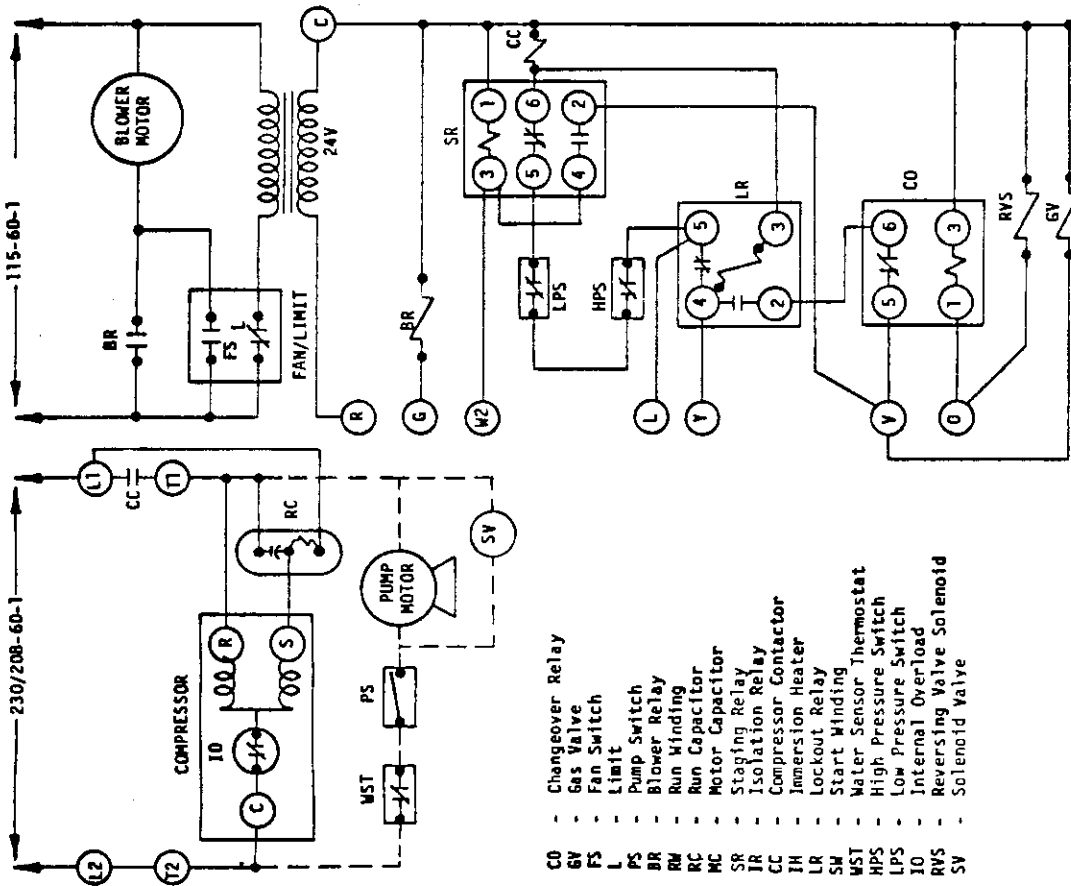 230/208-60-1
L2
L1
T2
CC
T1
COMPRESSOR
IO
C
R
S
RC
WST
PS
PUMP
MOTOR
SV
115-60-1
BLOWER
MOTOR
BR
FS
L
FAN/LIMIT
24V
R
C
G
BR
W2
SR
3
1
5
6
4
2
CC
LPS
HPS
L
Y
LR
5
4
3
2
V
O
CO
5
6
1
3
RVS
GV
CO - Changeover Relay
GV - Gas Valve
FS - Fan Switch
L - Limit
PS - Pump Switch
BR - Blower Relay
RW - Run Winding
RC - Run Capacitor
MC - Motor Capacitor
SR - Staging Relay
IR - Isolation Relay
CC - Compressor Contactor
IH - Immersion Heater
LR - Lockout Relay
SW - Start Winding
WST - Water Sensor Thermostat
HPS - High Pressure Switch
LPS - Low Pressure Switch
IO - Internal Overload
RVS - Reversing Valve Solenoid
SV - Solenoid Valve